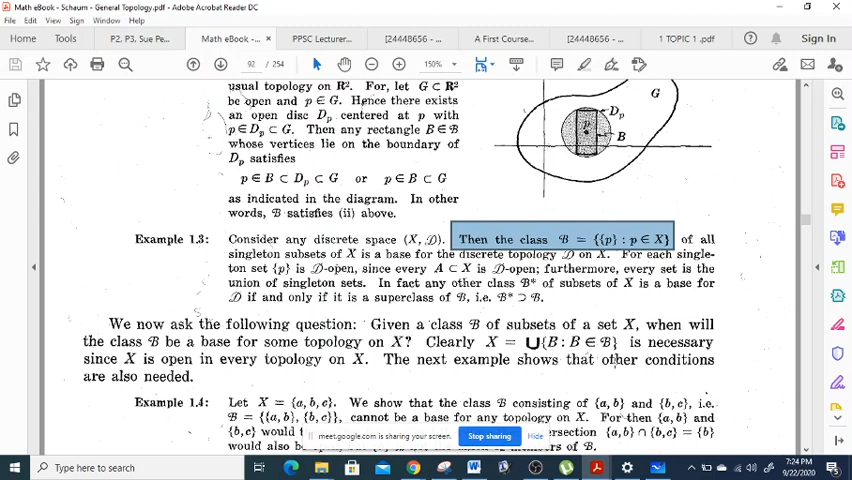 Math eBook - Schaum - General Topology.pdf - Adobe Acrobat Reader DC
File Edit View Sign Window Help
Home Tools P2, P3, Sue Pe... Math eBook - Sch... × PPSC Lecturer... [24448656 - ... A First Course... [24448656 - ... 1 TOPIC 1 .pdf Sign In
92 / 254 150%
usual topology on R². For, let G ⊂ R²
be open and p ∈ G. Hence there exists
an open disc Dp centered at p with
p ∈ Dp ⊂ G. Then any rectangle B ∈ ℬ
whose vertices lie on the boundary of
Dp satisfies
p ∈ B ⊂ Dp ⊂ G or p ∈ B ⊂ G
as indicated in the diagram. In other
words, ℬ satisfies (ii) above.
G
Dp
p
B
Example 1.3: Consider any discrete space (X, 𝒟). Then the class ℬ = {{p} : p ∈ X} of all
singleton subsets of X is a base for the discrete topology 𝒟 on X. For each single-
ton set {p} is 𝒟-open, since every A ⊂ X is 𝒟-open; furthermore, every set is the
union of singleton sets. In fact any other class ℬ* of subsets of X is a base for
𝒟 if and only if it is a superclass of ℬ, i.e. ℬ* ⊃ ℬ.
We now ask the following question: Given a class ℬ of subsets of a set X, when will
the class ℬ be a base for some topology on X? Clearly X = ∪{B : B ∈ ℬ} is necessary
since X is open in every topology on X. The next example shows that other conditions
are also needed.
Example 1.4: Let X = {a, b, c}. We show that the class ℬ consisting of {a, b} and {b, c}, i.e.
ℬ = {{a, b}, {b, c}}, cannot be a base for any topology on X. For then {a, b} and
{b, c} would t ersection {a, b} ∩ {b, c} = {b}
meet.google.com is sharing your screen. Stop sharing Hide
would also be
Type here to search
7:24 PM
9/22/2020